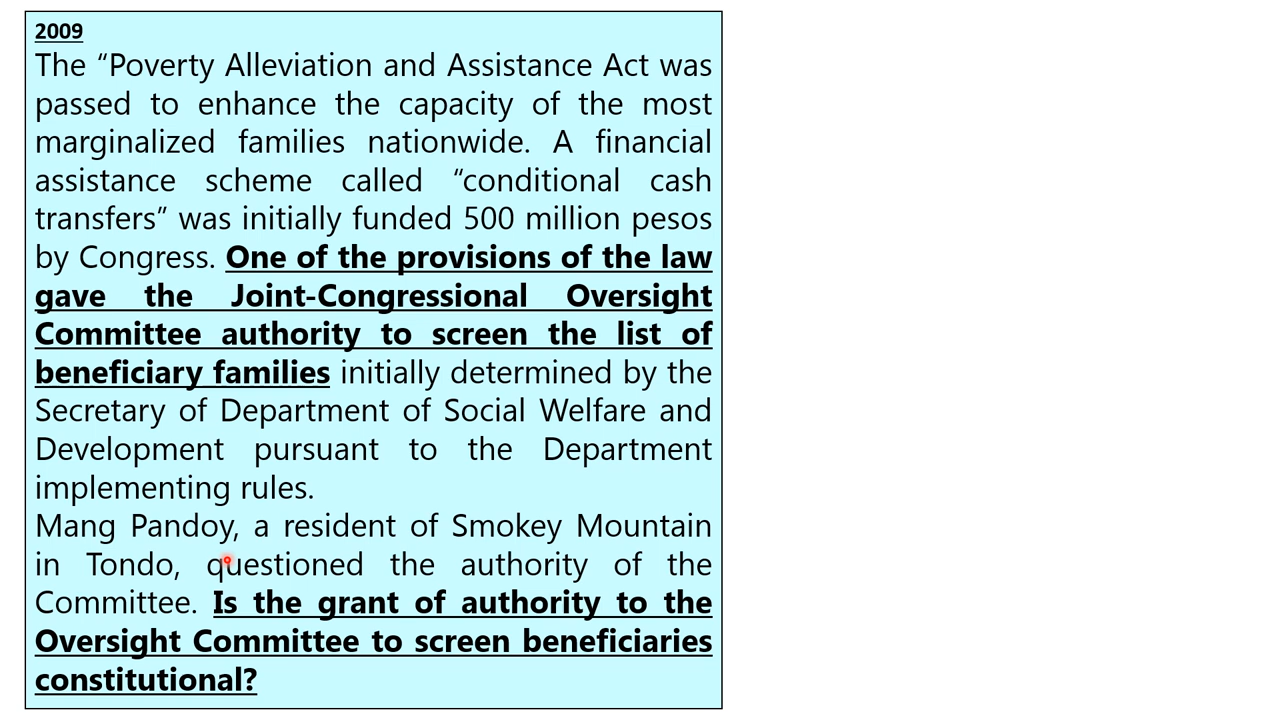 2009
The “Poverty Alleviation and Assistance Act was
passed to enhance the capacity of the most
marginalized families nationwide. A financial
assistance scheme called “conditional cash
transfers” was initially funded 500 million pesos
by Congress. One of the provisions of the law
gave the Joint-Congressional Oversight
Committee authority to screen the list of
beneficiary families initially determined by the
Secretary of Department of Social Welfare and
Development pursuant to the Department
implementing rules.
Mang Pandoy, a resident of Smokey Mountain
in Tondo, questioned the authority of the
Committee. Is the grant of authority to the
Oversight Committee to screen beneficiaries
constitutional?